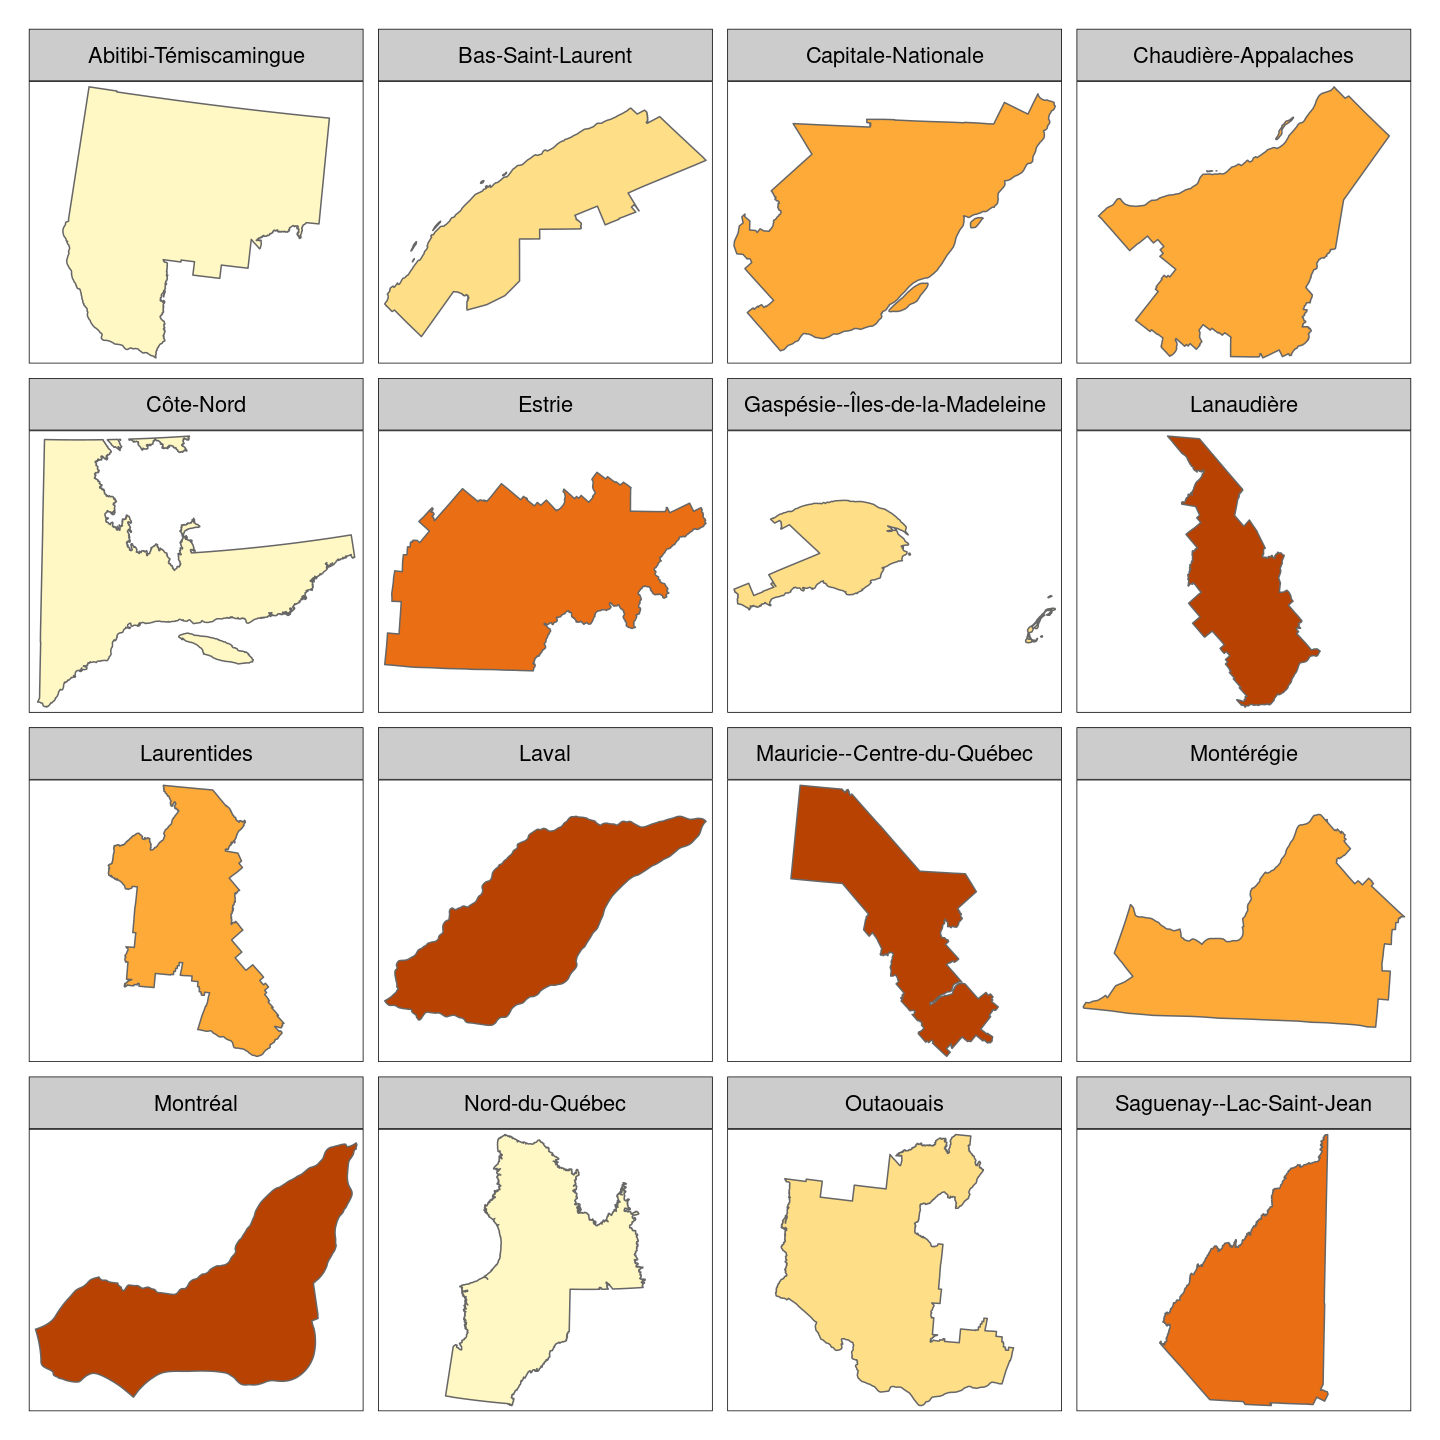 Abitibi-Témiscamingue
Bas-Saint-Laurent
Capitale-Nationale
Chaudière-Appalaches
Côte-Nord
Estrie
Gaspésie--Îles-de-la-Madeleine
Lanaudière
Laurentides
Laval
Mauricie--Centre-du-Québec
Montérégie
Montréal
Nord-du-Québec
Outaouais
Saguenay--Lac-Saint-Jean